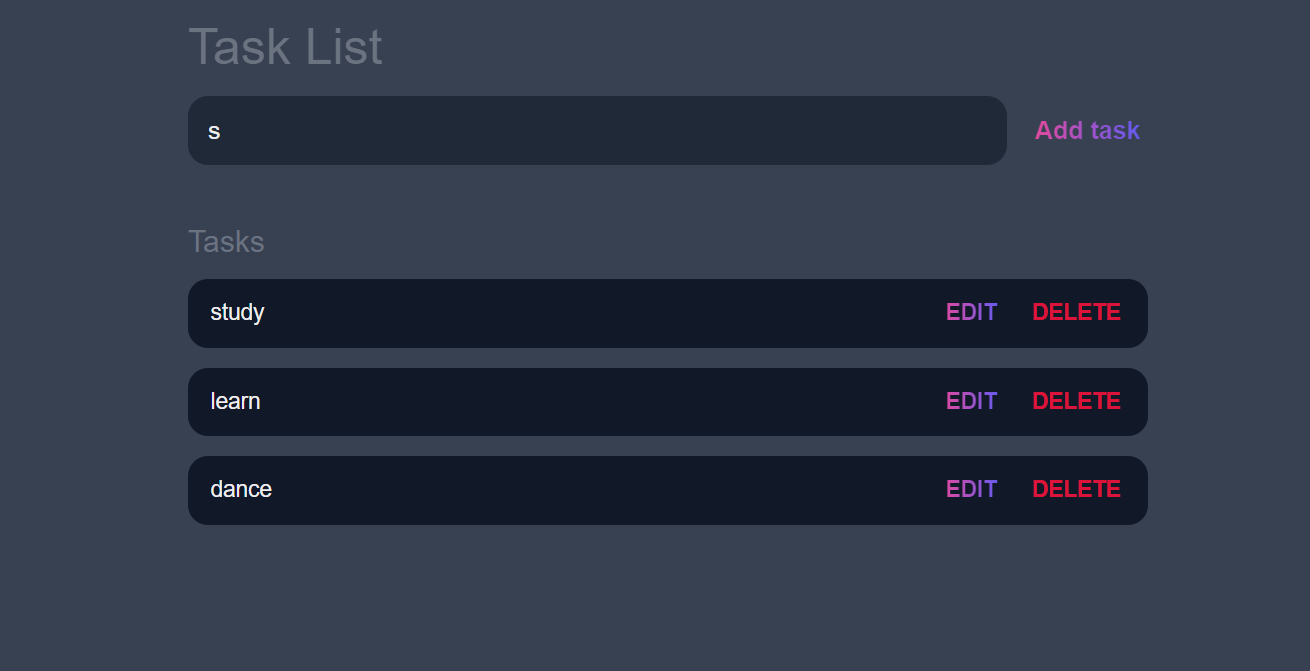 Task List
s Add task
Tasks
study EDIT DELETE
learn EDIT DELETE
dance EDIT DELETE